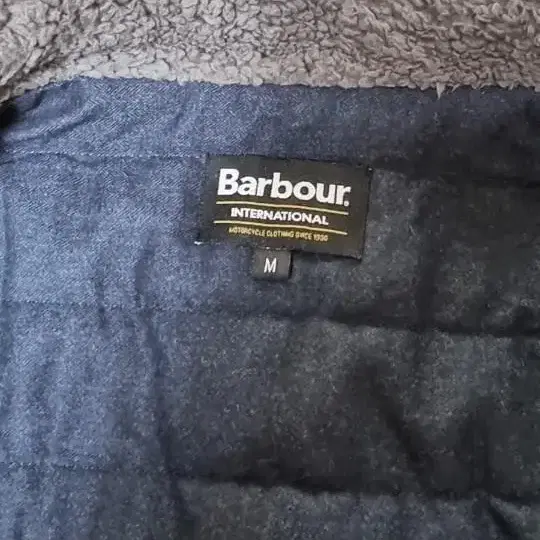 Barbour.
INTERNATIONAL
MOTORCYCLE CLOTHING SINCE 1936
M